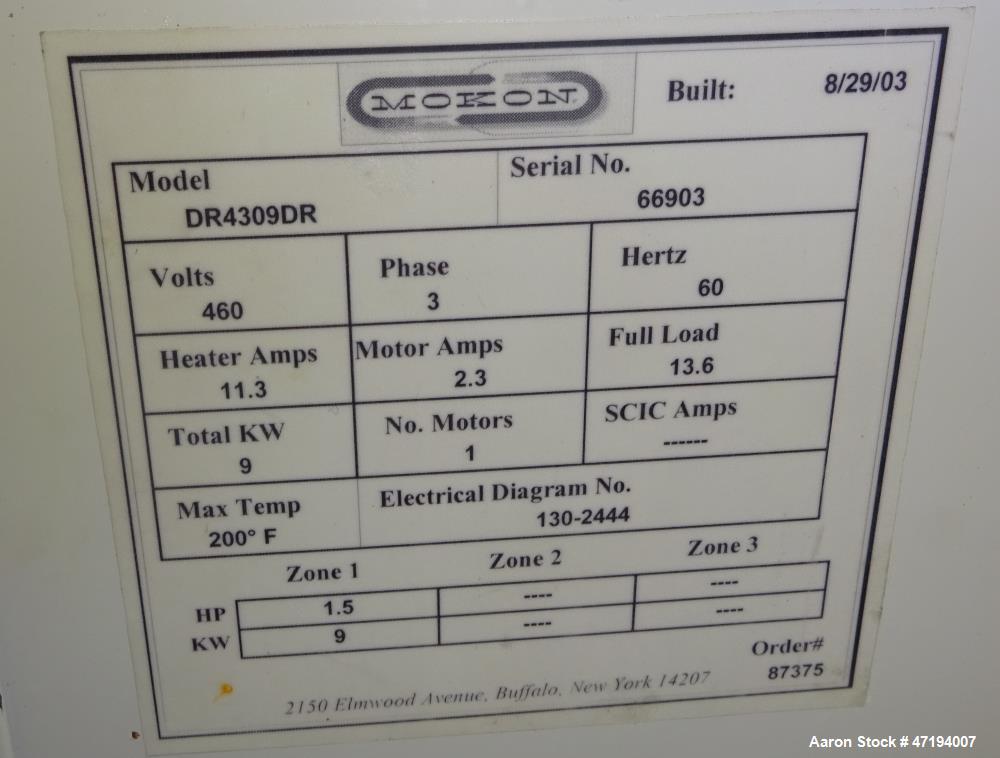 MOKON
Built: 8/29/03
Model Serial No.
DR4309DR 66903
Volts Phase Hertz
460 3 60
Heater Amps Motor Amps Full Load
11.3 2.3 13.6
Total KW No. Motors SCIC Amps
9 1 ------
Max Temp Electrical Diagram No.
200° F 130-2444
Zone 1 Zone 2 Zone 3
HP 1.5 ---- ----
KW 9 ---- ----
Order#
87375
2150 Elmwood Avenue, Buffalo, New York 14207
Aaron Stock # 47194007